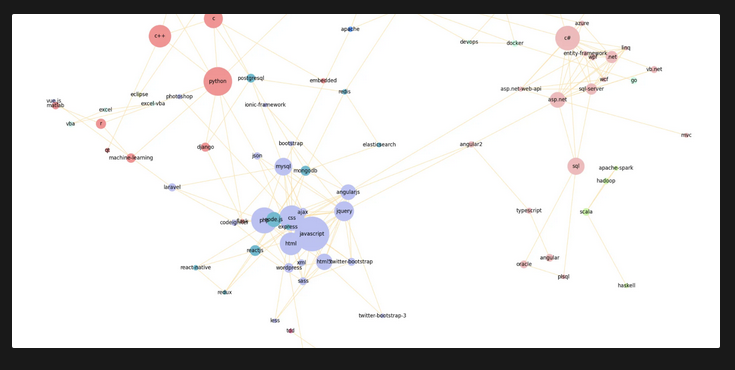 azure
c
apache
c++
c#
devops
docker
linq
entity-framework
wpf
.net
vb.net
python
postgresql
embedded
wcf
go
redis
asp.net-web-api
sql-server
eclipse
photoshop
asp.net
vue.js
matlab
excel-vba
ionic-framework
excel
vba
r
mvc
qt
django
bootstrap
elasticsearch
angular2
machine-learning
json
mysql
mongodb
sql
apache-spark
hadoop
laravel
angularjs
ajax
jquery
typescript
scala
codeigniter
node.js
css
express
javascript
html
reactjs
xml
html5
twitter-bootstrap
angular
oracle
react-native
wordpress
plsql
sass
haskell
redux
twitter-bootstrap-3
less
tdd